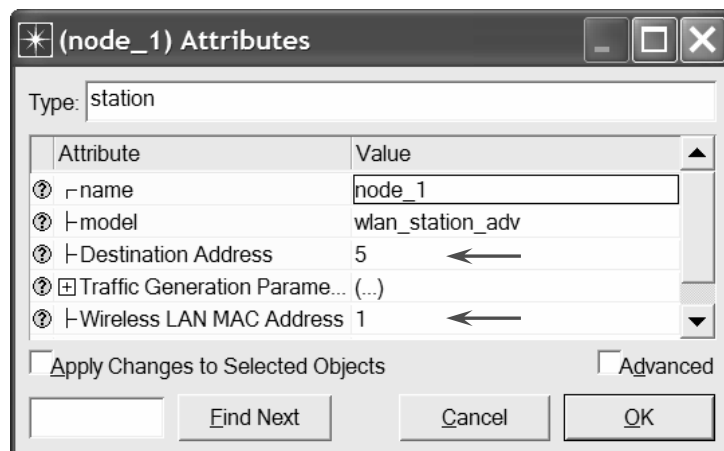 (node_1) Attributes
Type: station
Attribute Value
name node_1
model wlan_station_adv
Destination Address 5
Traffic Generation Parame... (...)
Wireless LAN MAC Address 1
Apply Changes to Selected Objects Advanced
Find Next Cancel OK